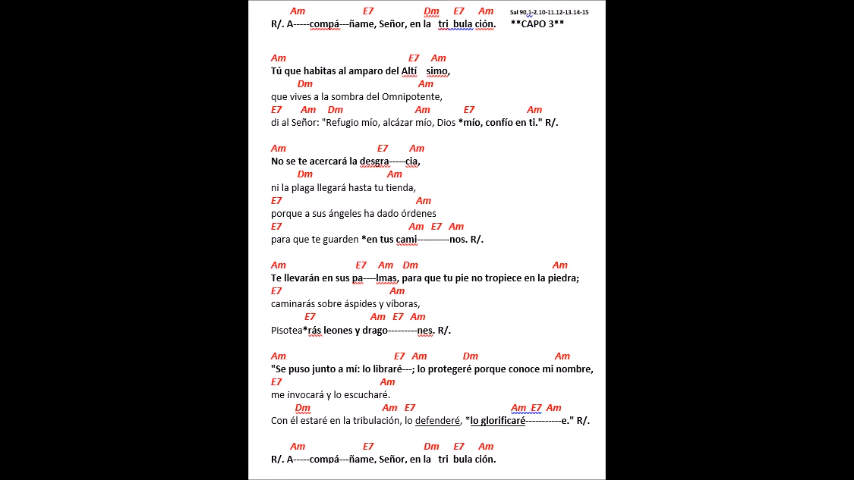 Am E7 Dm E7 Am Sal 90,1-2.10-11.12-13.14-15
R/. A-----compá---ñame, Señor, en la tri bula ción. **CAPO 3**
Am E7 Am
Tú que habitas al amparo del Altí simo,
Dm Am
que vives a la sombra del Omnipotente,
E7 Am Dm Am E7 Am
di al Señor: "Refugio mío, alcázar mío, Dios *mío, confío en ti." R/.
Am E7 Am
No se te acercará la desgra-----cia,
Dm Am
ni la plaga llegará hasta tu tienda,
E7 Am
porque a sus ángeles ha dado órdenes
E7 Am E7 Am
para que te guarden *en tus cami----------nos. R/.
Am E7 Am Dm Am
Te llevarán en sus pa----lmas, para que tu pie no tropiece en la piedra;
E7 Am
caminarás sobre áspides y víboras,
E7 Am E7 Am
Pisotea*rás leones y drago---------nes. R/.
Am E7 Am Dm Am
"Se puso junto a mí: lo libraré---; lo protegeré porque conoce mi nombre,
E7 Am
me invocará y lo escucharé.
Dm Am E7 Am E7 Am
Con él estaré en la tribulación, lo defenderé, *lo glorificaré-----------e." R/.
Am E7 Dm E7 Am
R/. A-----compá---ñame, Señor, en la tri bula ción.